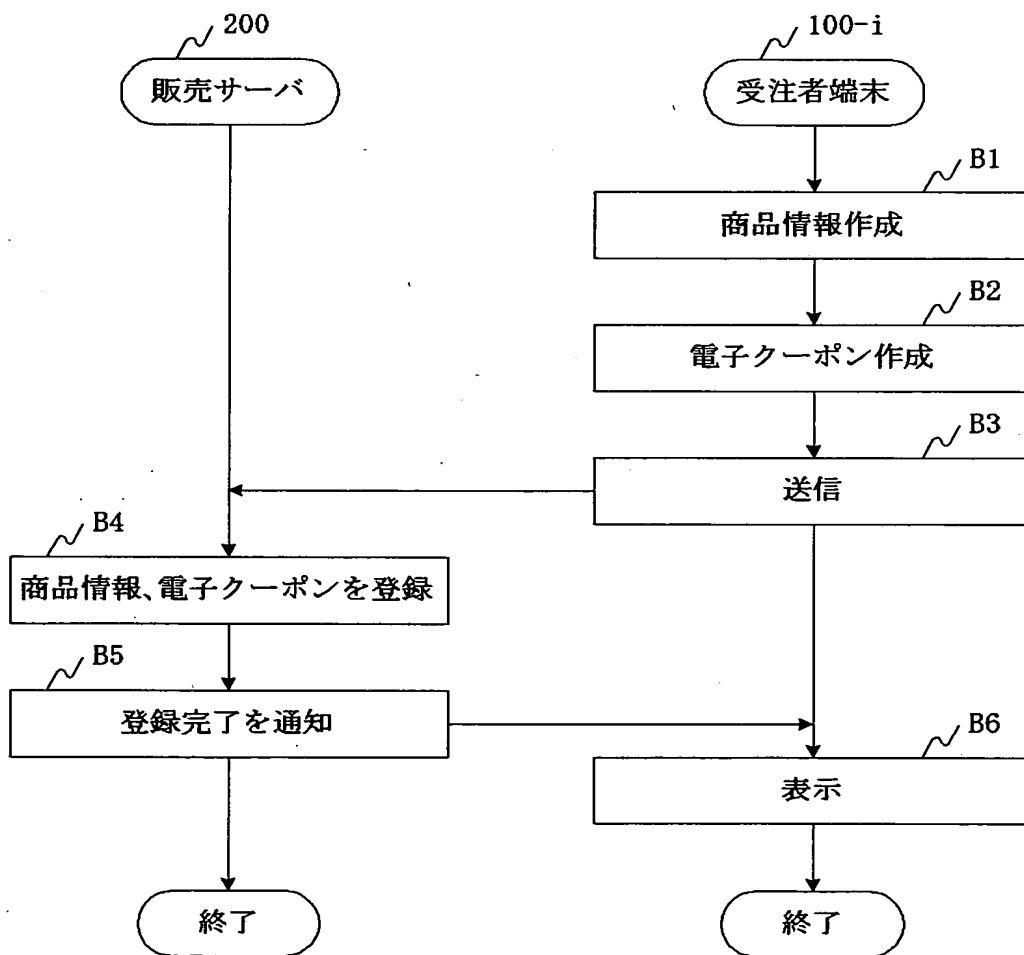 200
販売サーバ
100-i
受注者端末
B1
商品情報作成
B2
電子クーポン作成
B3
送信
B4
商品情報、電子クーポンを登録
B5
登録完了を通知
B6
表示
終了
終了